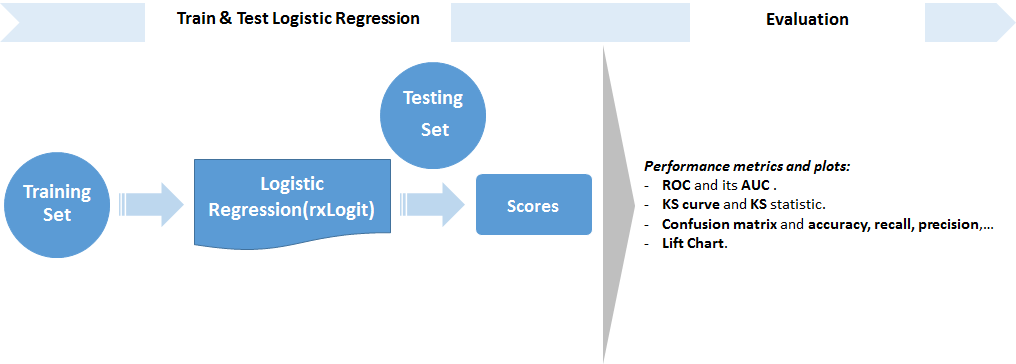 Train & Test Logistic Regression
Evaluation
Testing
Set
Training
Set
Logistic
Regression(rxLogit)
Scores
Performance metrics and plots:
- ROC and its AUC .
- KS curve and KS statistic.
- Confusion matrix and accuracy, recall, precision,...
- Lift Chart.